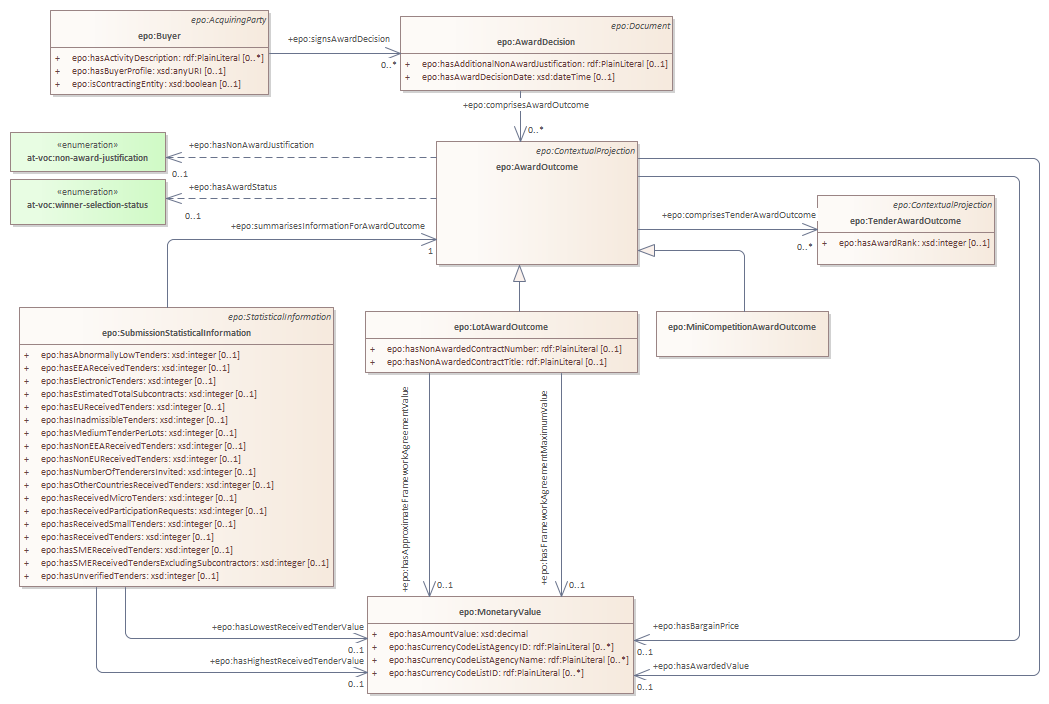 epo:AcquiringParty
epo:Buyer
+ epo:hasActivityDescription: rdf:PlainLiteral [0..*]
+ epo:hasBuyerProfile: xsd:anyURI [0..1]
+ epo:isContractingEntity: xsd:boolean [0..1]
+epo:signsAwardDecision
0..*
epo:Document
epo:AwardDecision
+ epo:hasAdditionalNonAwardJustification: rdf:PlainLiteral [0..1]
+ epo:hasAwardDecisionDate: xsd:dateTime [0..1]
+epo:comprisesAwardOutcome
0..*
«enumeration»
at-voc:non-award-justification
+epo:hasNonAwardJustification
0..1
«enumeration»
at-voc:winner-selection-status
+epo:hasAwardStatus
0..1
epo:ContextualProjection
epo:AwardOutcome
+epo:summarisesInformationForAwardOutcome
1
+epo:comprisesTenderAwardOutcome
0..*
epo:ContextualProjection
epo:TenderAwardOutcome
+ epo:hasAwardRank: xsd:integer [0..1]
epo:StatisticalInformation
epo:SubmissionStatisticalInformation
+ epo:hasAbnormallyLowTenders: xsd:integer [0..1]
+ epo:hasEEAReceivedTenders: xsd:integer [0..1]
+ epo:hasElectronicTenders: xsd:integer [0..1]
+ epo:hasEstimatedTotalSubcontracts: xsd:integer [0..1]
+ epo:hasEUReceivedTenders: xsd:integer [0..1]
+ epo:hasInadmissibleTenders: xsd:integer [0..1]
+ epo:hasMediumTenderPerLots: xsd:integer [0..1]
+ epo:hasNonEEAReceivedTenders: xsd:integer [0..1]
+ epo:hasNonEUReceivedTenders: xsd:integer [0..1]
+ epo:hasNumberOfTenderersInvited: xsd:integer [0..1]
+ epo:hasOtherCountriesReceivedTenders: xsd:integer [0..1]
+ epo:hasReceivedMicroTenders: xsd:integer [0..1]
+ epo:hasReceivedParticipationRequests: xsd:integer [0..1]
+ epo:hasReceivedSmallTenders: xsd:integer [0..1]
+ epo:hasReceivedTenders: xsd:integer [0..1]
+ epo:hasSMEReceivedTenders: xsd:integer [0..1]
+ epo:hasSMEReceivedTendersExcludingSubcontractors: xsd:integer [0..1]
+ epo:hasUnverifiedTenders: xsd:integer [0..1]
epo:LotAwardOutcome
+ epo:hasNonAwardedContractNumber: rdf:PlainLiteral [0..1]
+ epo:hasNonAwardedContractTitle: rdf:PlainLiteral [0..1]
epo:MiniCompetitionAwardOutcome
+epo:hasApproximateFrameworkAgreementValue
0..1
+epo:hasFrameworkAgreementMaximumValue
0..1
epo:MonetaryValue
+ epo:hasAmountValue: xsd:decimal
+ epo:hasCurrencyCodeListAgencyID: rdf:PlainLiteral [0..*]
+ epo:hasCurrencyCodeListAgencyName: rdf:PlainLiteral [0..*]
+ epo:hasCurrencyCodeListID: rdf:PlainLiteral [0..*]
+epo:hasLowestReceivedTenderValue
0..1
+epo:hasHighestReceivedTenderValue
0..1
+epo:hasBargainPrice
0..1
+epo:hasAwardedValue
0..1